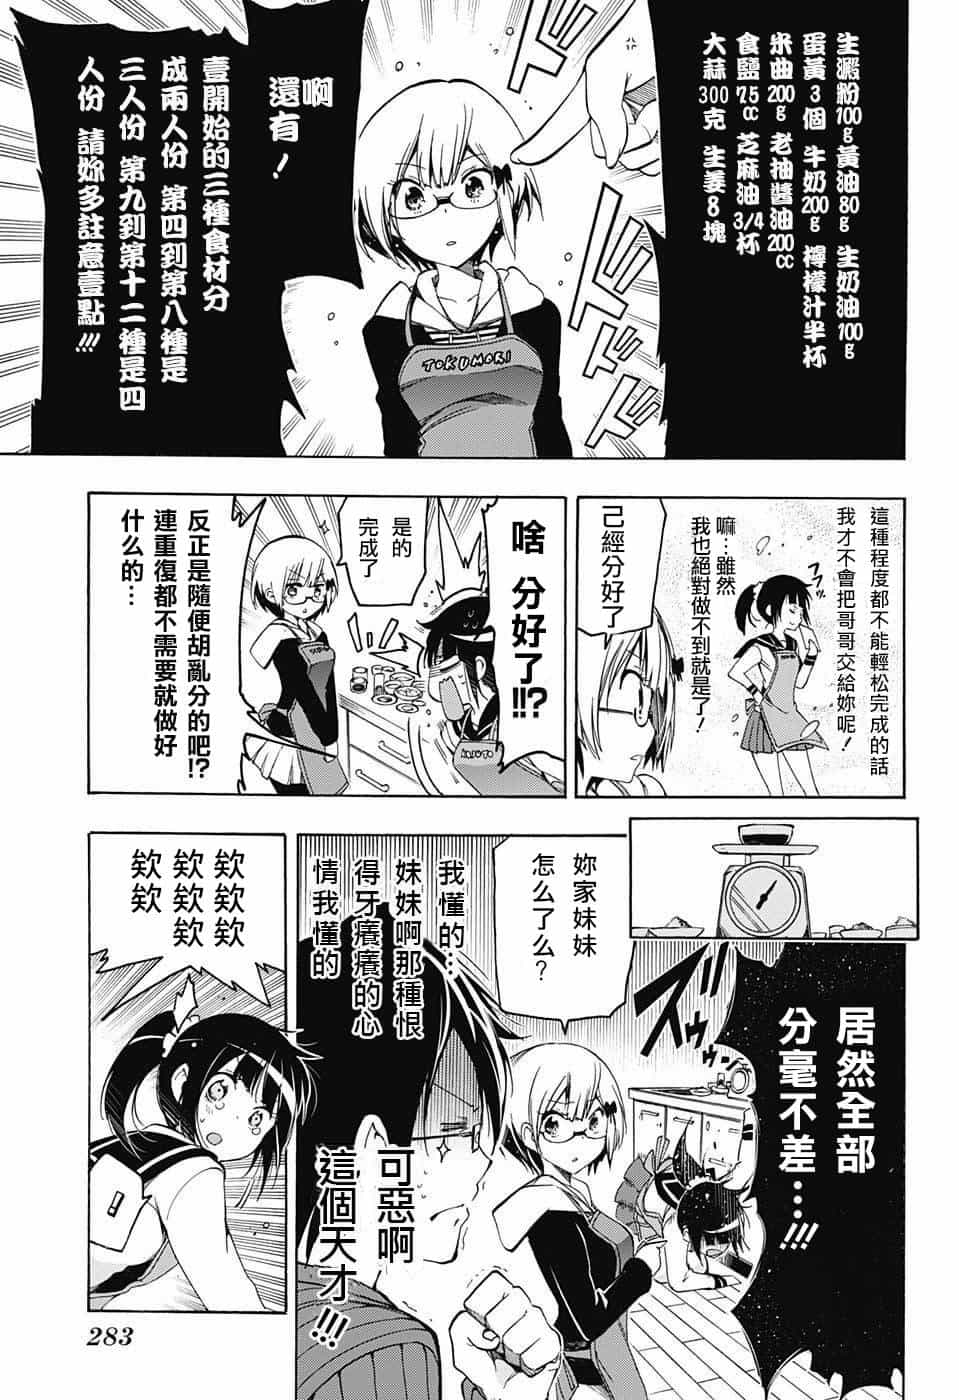 生澱粉100g 黃油80g 生奶油100g
蛋黃3個 牛奶200g 檸檬汁半杯
米曲200g 老抽醬油200cc
食鹽75cc 芝麻油3/4杯
大蒜300克 生姜8塊
ドドドド
ドドドド
TOKUMORI
啊
還有！
壹開始的三種食材分
成兩人份 第四到第八種是
三人份 第九到第十二種是四
人份 請妳多註意壹點!!!
這種程度都不能輕松完成的話
我才不會把哥哥交給妳呢！
嘛…雖然
我也絕對做不到就是了！
己經分好了
啥 分好了!!?
KAZUTO
是的
完成了
反正是隨便胡亂分的吧!?
連重復都不需要就做好
什么的…
居然全部
分毫不差…!!!
妳家妹妹
怎么了么？
我懂的…
妹妹啊那種恨
得牙癢癢的心
情我懂的
可惡啊
這個天才!!!
欸欸欸
欸欸欸
欸欸
283